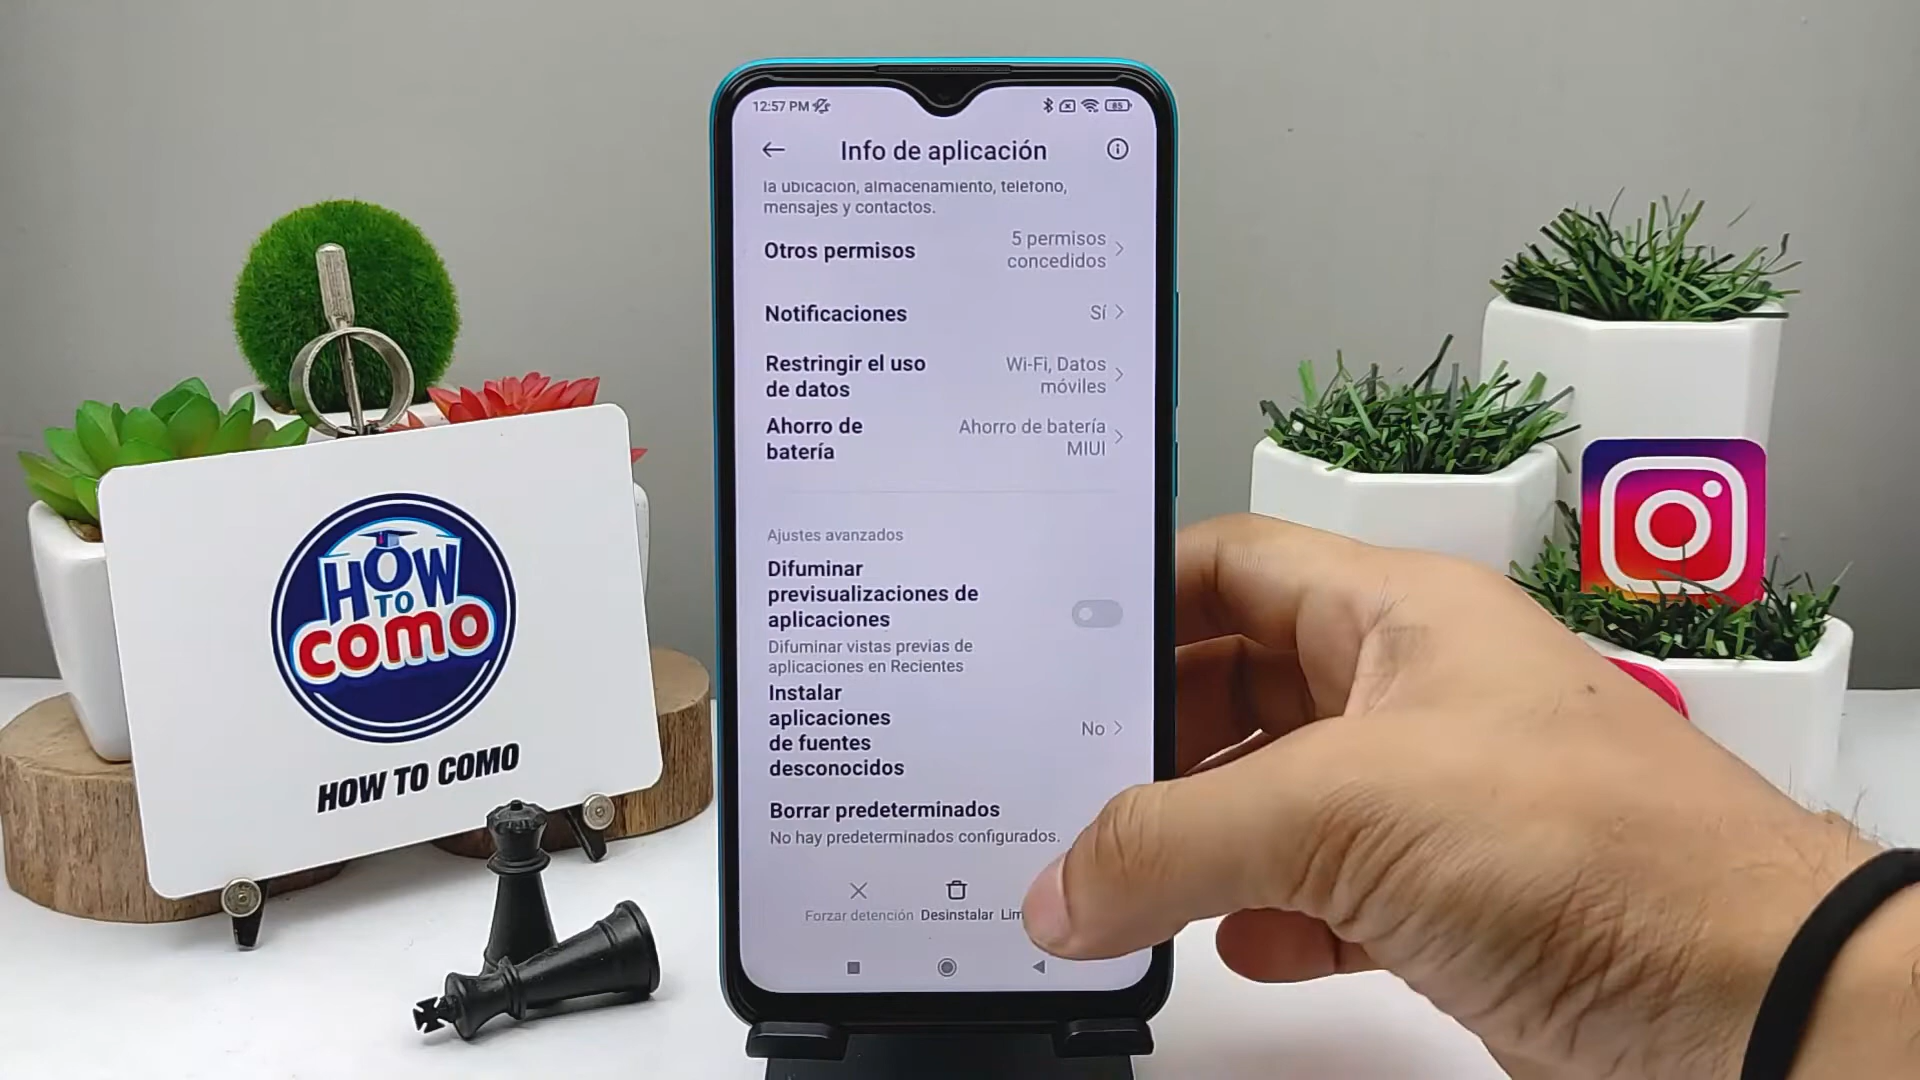 12:57 PM
85
Info de aplicación
la ubicación, almacenamiento, teléfono,
mensajes y contactos.
Otros permisos
5 permisos
concedidos
Notificaciones
Sí
Restringir el uso
de datos
Wi-Fi, Datos
móviles
Ahorro de
batería
Ahorro de batería
MIUI
Ajustes avanzados
Difuminar
previsualizaciones de
aplicaciones
Difuminar vistas previas de
aplicaciones en Recientes
Instalar
aplicaciones
de fuentes
desconocidos
No
Borrar predeterminados
No hay predeterminados configurados.
Forzar detención
Desinstalar
HOW
TO
COMO
HOW TO COMO